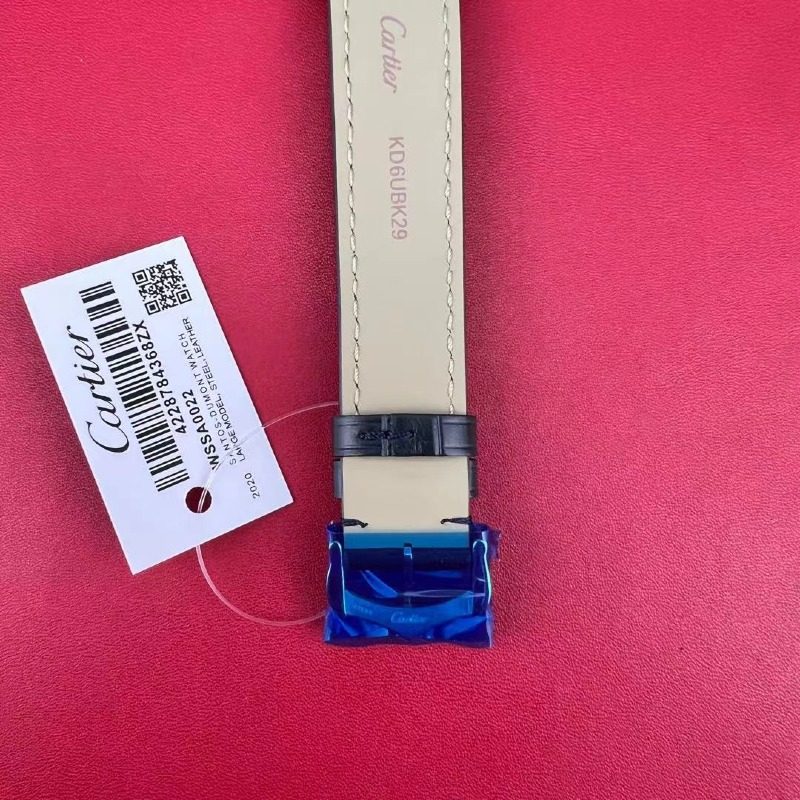 Cartier
KD6UBK29
Cartier
4228784368ZX
WSSA0022
SANTOS-DUMONT WATCH
LARGE MODEL, STEEL, LEATHER
2020
Cartier